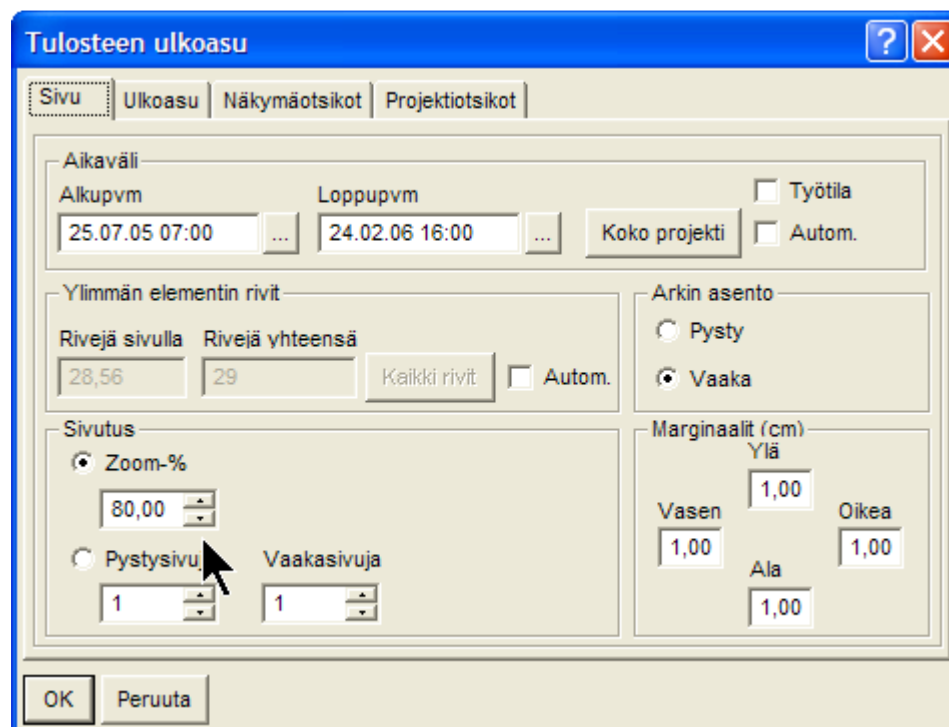 Tulosteen ulkoasu
Sivu Ulkoasu Näkymäotsikot Projektiotsikot
Aikaväli
Alkupvm Loppupvm Työtila
25.07.05 07:00 ... 24.02.06 16:00 ... Koko projekti Autom.
Ylimmän elementin rivit Arkin asento
Rivejä sivulla Rivejä yhteensä Pysty
28,56 29 Kaikki rivit Autom. Vaaka
Sivutus Marginaalit (cm)
Zoom-% Ylä
80,00 1,00
Vasen Oikea
1,00 1,00
Vaakasivuja Ala
1 1 1,00
OK Peruuta